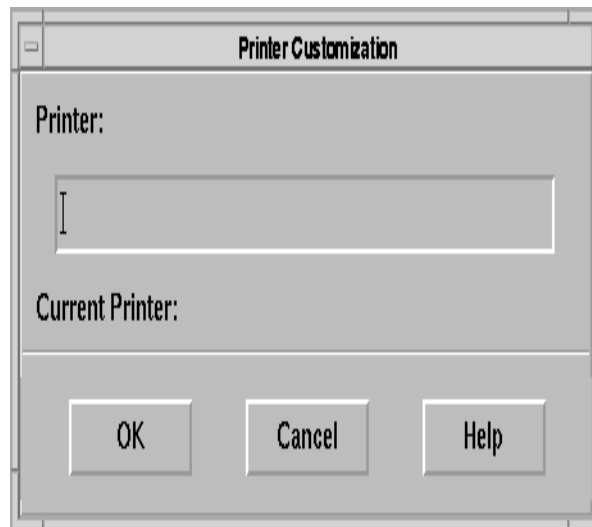 Printer Customization
Printer:
Current Printer:
OK Cancel Help